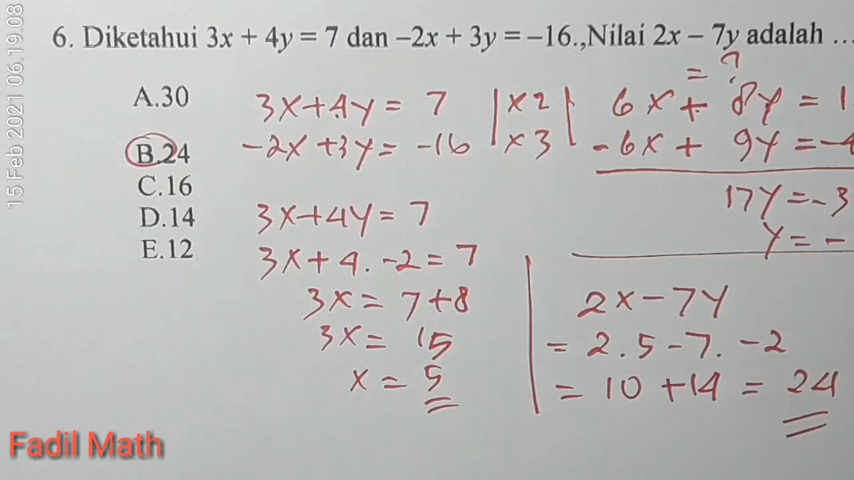 6. Diketahui 3x + 4y = 7 dan –2x + 3y = –16.,Nilai 2x – 7y adalah ...
= ?
A.30
B.24
C.16
D.14
E.12
3x+4y = 7 | x2 | 6x + 8y = 1
-2x +3y = -16 | x3 | -6x + 9y = -4
17y = -3
y = -
3x+4y = 7
3x+4. -2 = 7
3x = 7+8
3x = 15
x = 5
2x-7y
= 2.5-7. -2
= 10 +14 = 24
15 Feb 2021 06.19.08
Fadil Math